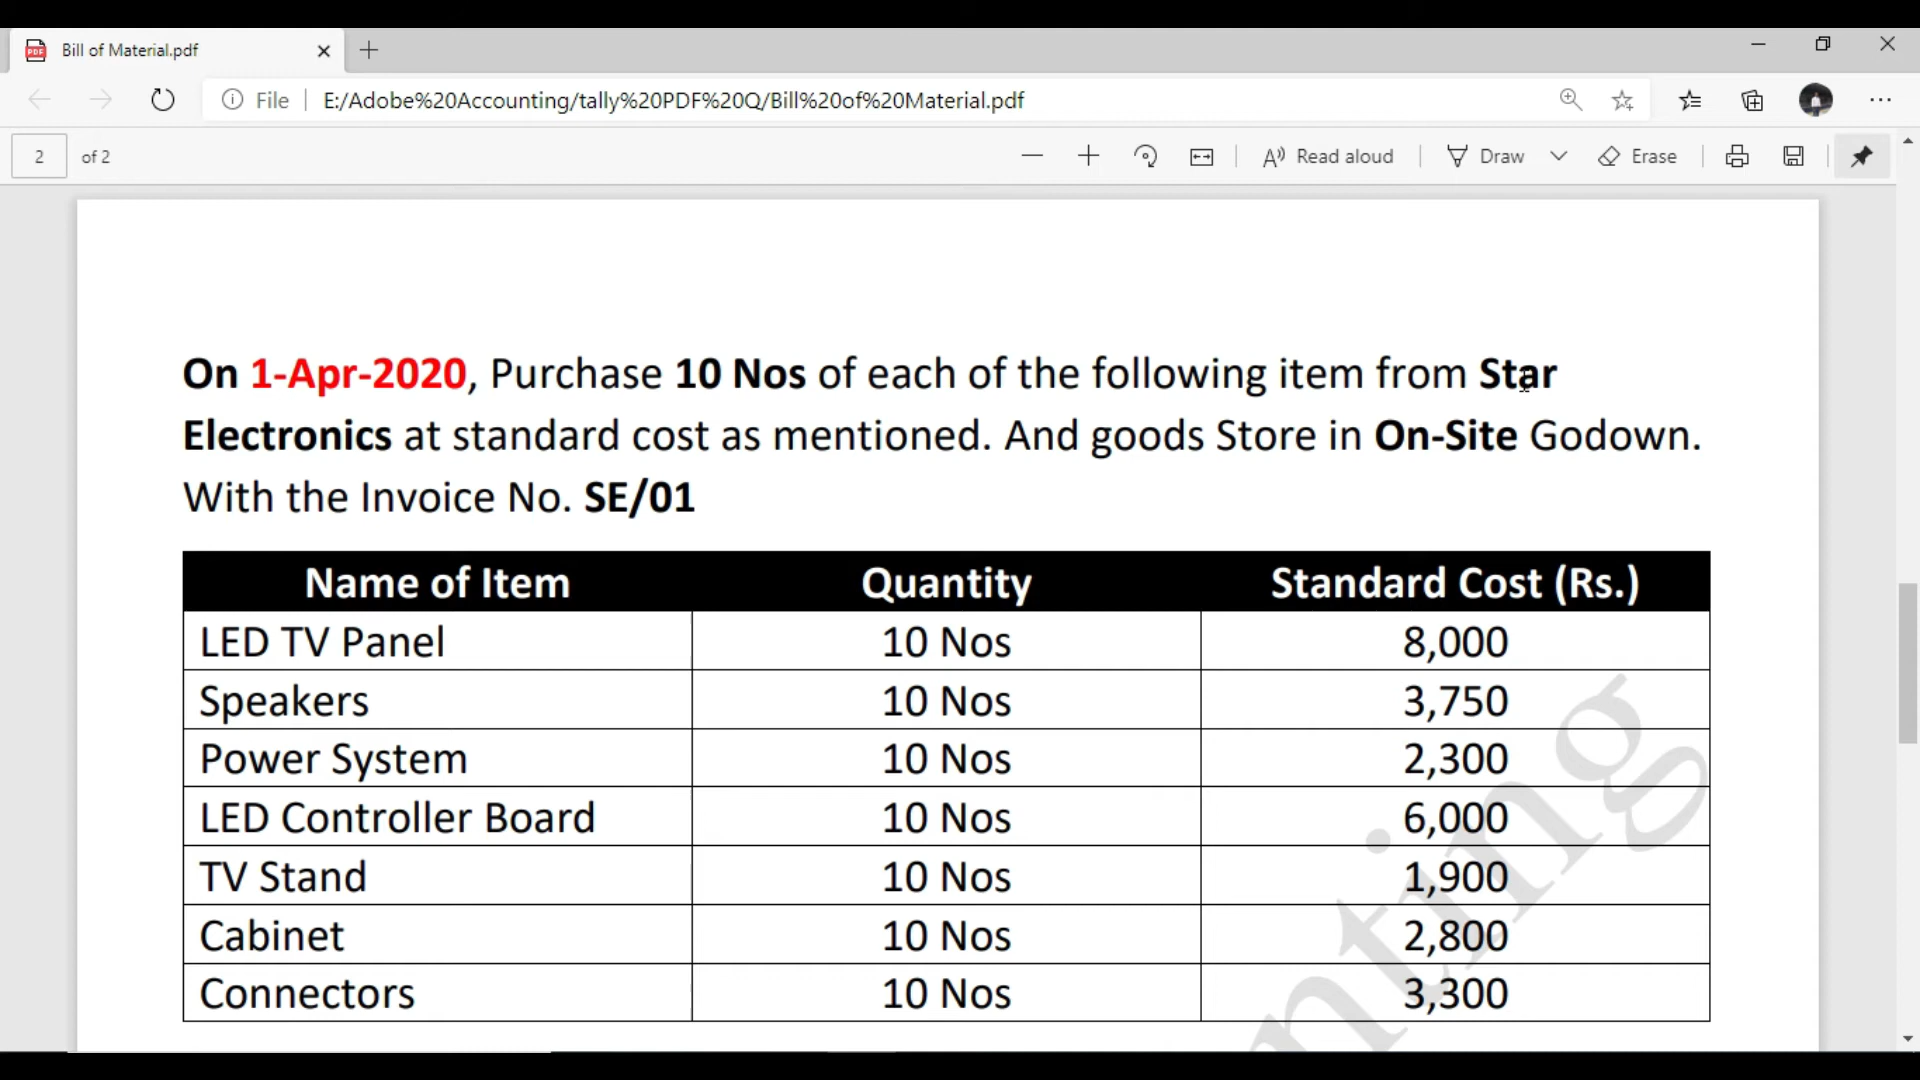 Bill of Material.pdf
File E:/Adobe%20Accounting/tally%20PDF%20Q/Bill%20of%20Material.pdf
2 of 2 Read aloud Draw Erase
On 1-Apr-2020, Purchase 10 Nos of each of the following item from Star
Electronics at standard cost as mentioned. And goods Store in On-Site Godown.
With the Invoice No. SE/01
Name of Item Quantity Standard Cost (Rs.)
LED TV Panel 10 Nos 8,000
Speakers 10 Nos 3,750
Power System 10 Nos 2,300
LED Controller Board 10 Nos 6,000
TV Stand 10 Nos 1,900
Cabinet 10 Nos 2,800
Connectors 10 Nos 3,300
nting